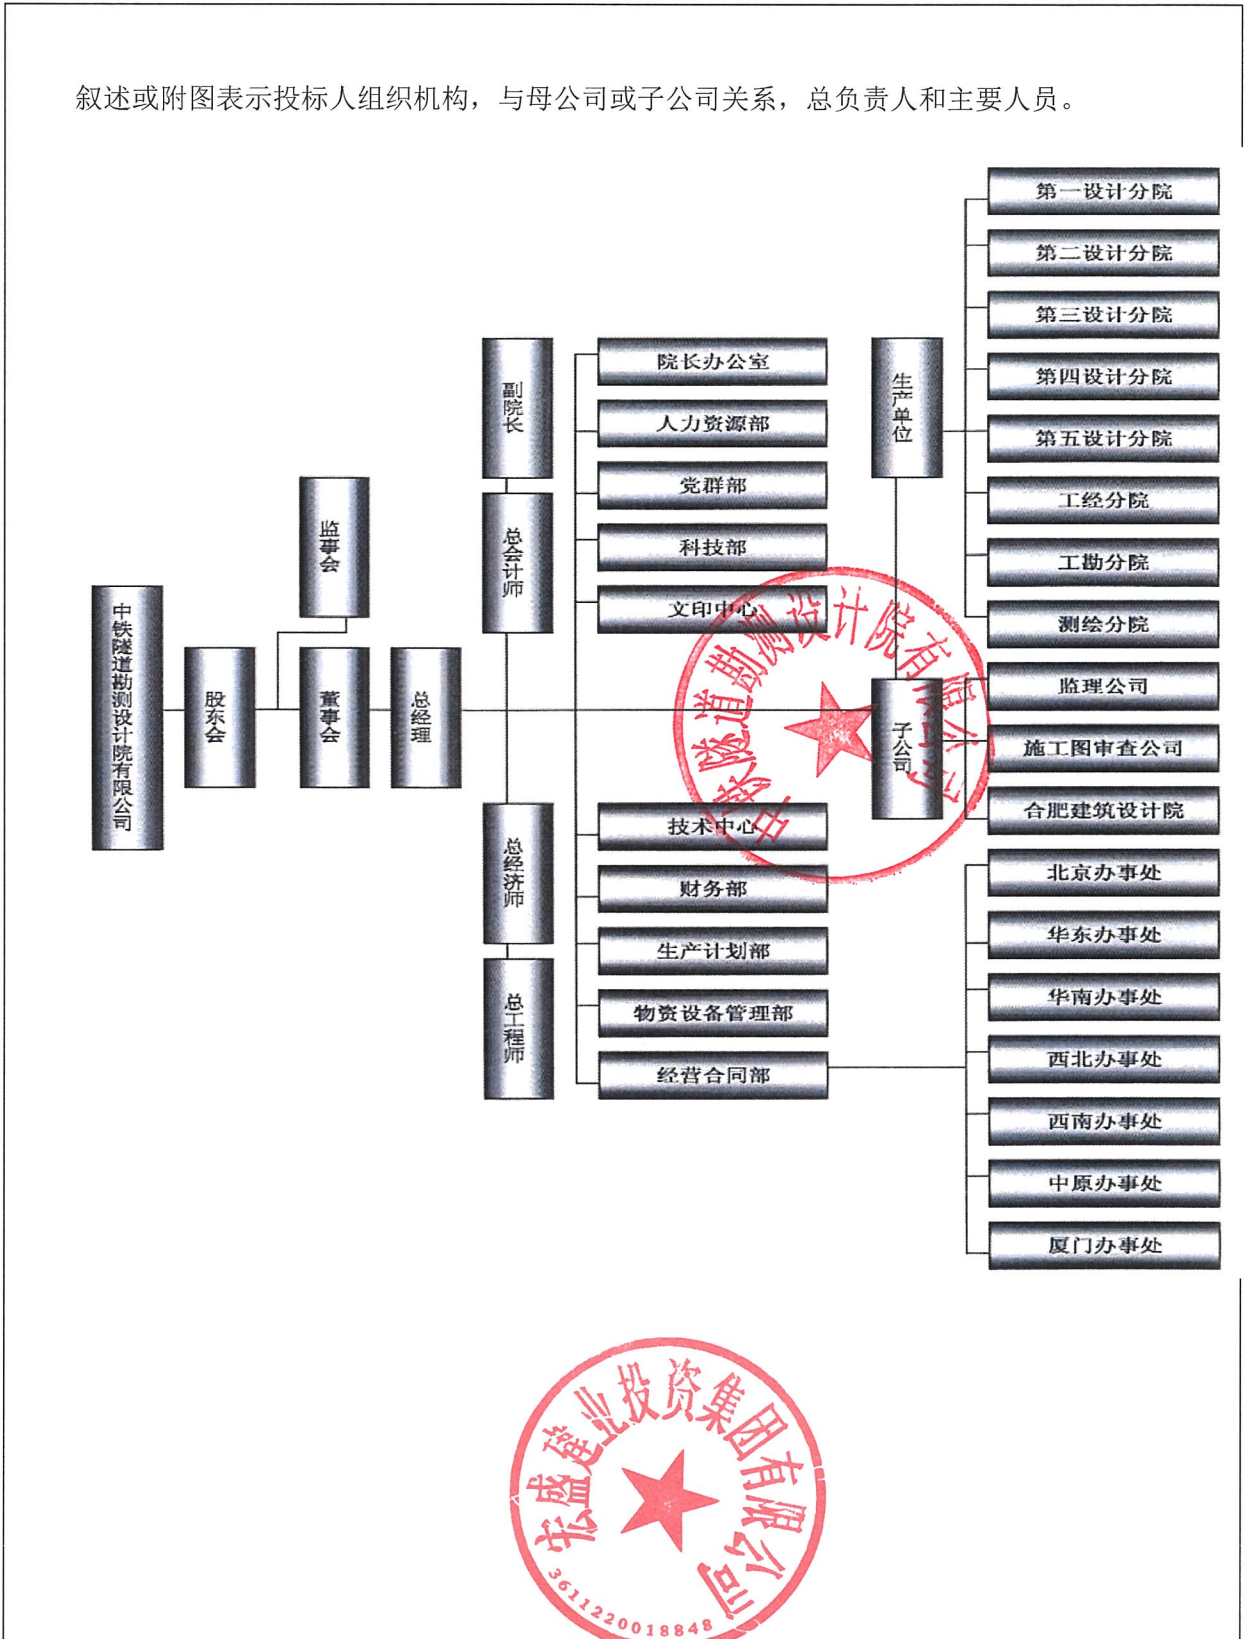 叙述或附图表示投标人组织机构，与母公司或子公司关系，总负责人和主要人员。
中铁隧道勘测设计院有限公司
股东会
监事会
董事会
总经理
副院长
总会计师
总经济师
总工程师
院长办公室
人力资源部
党群部
科技部
文印中心
技术中心
财务部
生产计划部
物资设备管理部
经营合同部
生产单位
子公司
第一设计分院
第二设计分院
第三设计分院
第四设计分院
第五设计分院
工经分院
工勘分院
测绘分院
监理公司
施工图审查公司
合肥建筑设计院
北京办事处
华东办事处
华南办事处
西北办事处
西南办事处
中原办事处
厦门办事处
中铁隧道勘测设计院有限公司
宏盛建业投资集团有限公司
3611220018848